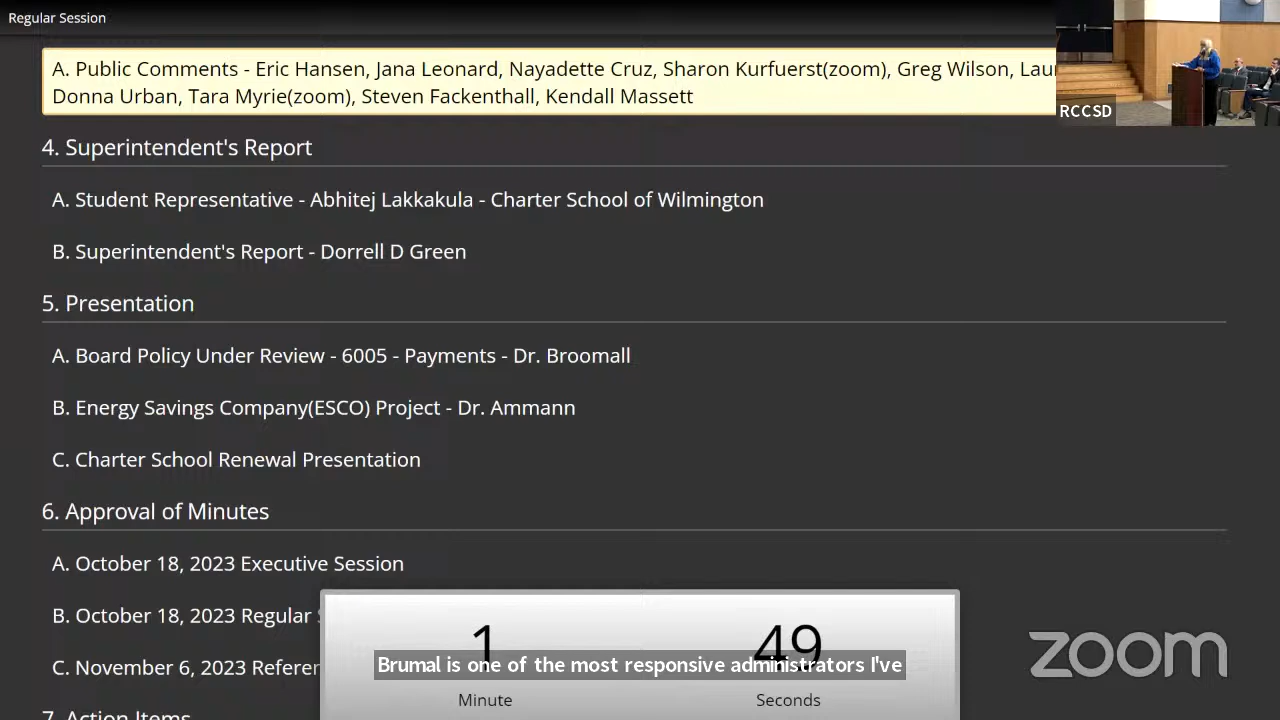 Regular Session
A. Public Comments - Eric Hansen, Jana Leonard, Nayadette Cruz, Sharon Kurfuerst(zoom), Greg Wilson,
Donna Urban, Tara Myrie(zoom), Steven Fackenthall, Kendall Massett
RCCSD
4. Superintendent's Report
A. Student Representative - Abhitej Lakkakula - Charter School of Wilmington
B. Superintendent's Report - Dorrell D Green
5. Presentation
A. Board Policy Under Review - 6005 - Payments - Dr. Broomall
B. Energy Savings Company(ESCO) Project - Dr. Ammann
C. Charter School Renewal Presentation
6. Approval of Minutes
A. October 18, 2023 Executive Session
B. October 18, 2023 Regular
C. November 6, 2023
7. Action Items
1 49
Brumal is one of the most responsive administrators I've
Minute Seconds
zoom